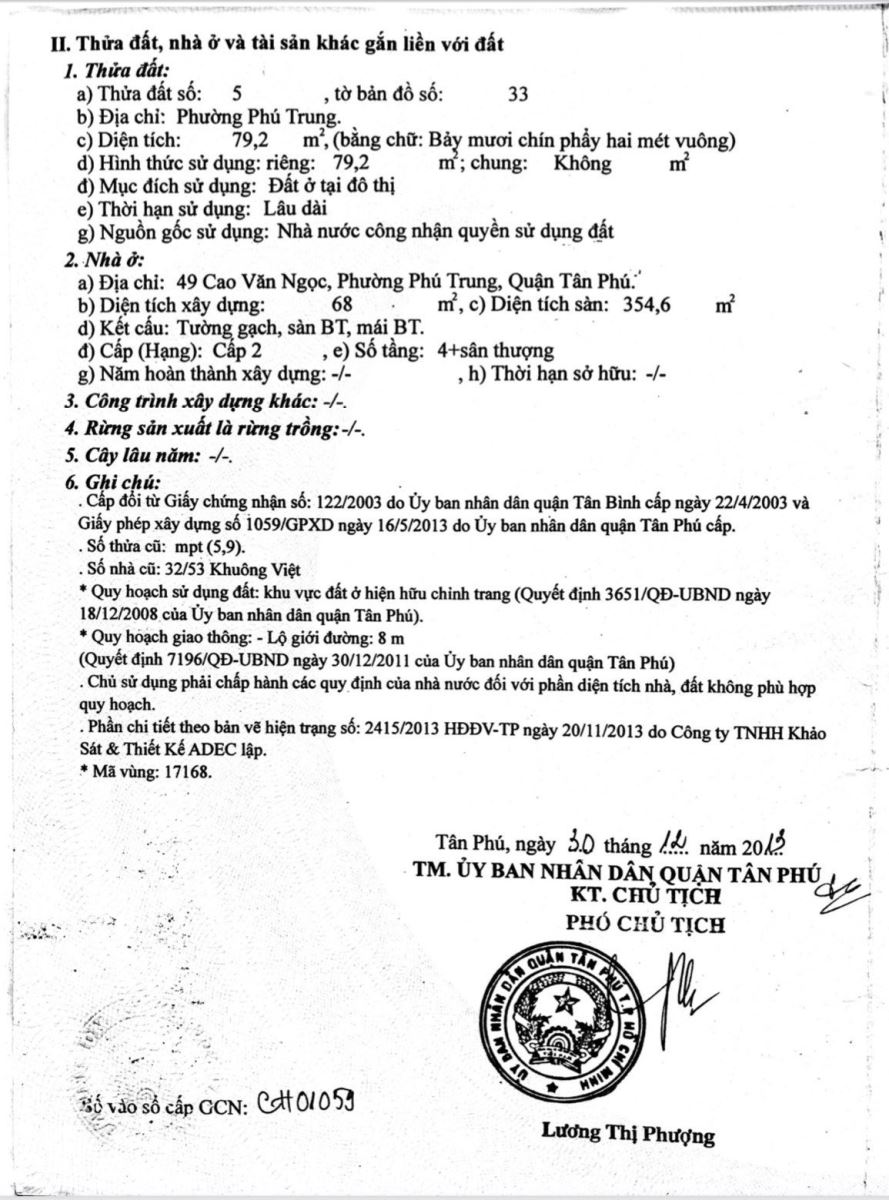 II. Thửa đất, nhà ở và tài sản khác gắn liền với đất
1. Thửa đất:
a) Thửa đất số: 5 , tờ bản đồ số: 33
b) Địa chỉ: Phường Phú Trung.
c) Diện tích: 79,2 m², (bằng chữ: Bảy mươi chín phẩy hai mét vuông)
d) Hình thức sử dụng: riêng: 79,2 m²; chung: Không m²
đ) Mục đích sử dụng: Đất ở tại đô thị
e) Thời hạn sử dụng: Lâu dài
g) Nguồn gốc sử dụng: Nhà nước công nhận quyền sử dụng đất
2. Nhà ở:
a) Địa chỉ: 49 Cao Văn Ngọc, Phường Phú Trung, Quận Tân Phú.
b) Diện tích xây dựng: 68 m², c) Diện tích sàn: 354,6 m²
d) Kết cấu: Tường gạch, sàn BT, mái BT.
đ) Cấp (Hạng): Cấp 2 , e) Số tầng: 4+sân thượng
g) Năm hoàn thành xây dựng: -/- , h) Thời hạn sở hữu: -/-
3. Công trình xây dựng khác: -/-.
4. Rừng sản xuất là rừng trồng: -/-.
5. Cây lâu năm: -/-.
6. Ghi chú:
. Cấp đổi từ Giấy chứng nhận số: 122/2003 do Ủy ban nhân dân quận Tân Bình cấp ngày 22/4/2003 và
Giấy phép xây dựng số 1059/GPXD ngày 16/5/2013 do Ủy ban nhân dân quận Tân Phú cấp.
. Số thửa cũ: mpt (5,9).
. Số nhà cũ: 32/53 Khuông Việt
* Quy hoạch sử dụng đất: khu vực đất ở hiện hữu chỉnh trang (Quyết định 3651/QĐ-UBND ngày
18/12/2008 của Ủy ban nhân dân quận Tân Phú).
* Quy hoạch giao thông: - Lộ giới đường: 8 m
(Quyết định 7196/QĐ-UBND ngày 30/12/2011 của Ủy ban nhân dân quận Tân Phú)
. Chủ sử dụng phải chấp hành các quy định của nhà nước đối với phần diện tích nhà, đất không phù hợp
quy hoạch.
. Phần chi tiết theo bản vẽ hiện trạng số: 2415/2013 HĐĐV-TP ngày 20/11/2013 do Công ty TNHH Khảo
Sát & Thiết Kế ADEC lập.
* Mã vùng: 17168.
Tân Phú, ngày 30 tháng 12 năm 2013
TM. ỦY BAN NHÂN DÂN QUẬN TÂN PHÚ
KT. CHỦ TỊCH
PHÓ CHỦ TỊCH
ỦY BAN NHÂN DÂN QUẬN TÂN PHÚ T.P HỒ CHÍ MINH
Số vào sổ cấp GCN: CH01059
Lương Thị Phượng